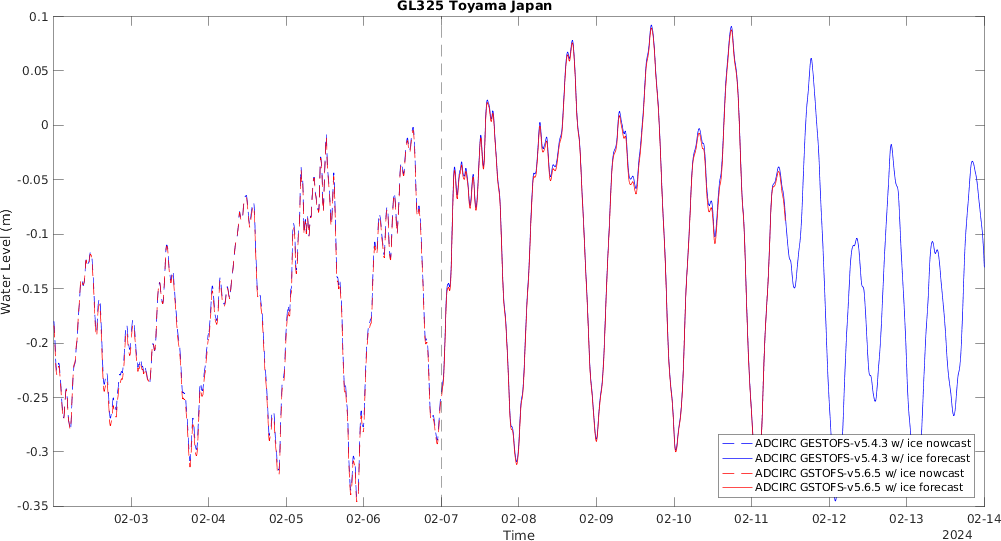 GL325 Toyama Japan
0.1
0.05
0
-0.05
-0.1
-0.15
-0.2
-0.25
-0.3
-0.35
Water Level (m)
ADCIRC GESTOFS-v5.4.3 w/ ice nowcast
ADCIRC GESTOFS-v5.4.3 w/ ice forecast
ADCIRC GSTOFS-v5.6.5 w/ ice nowcast
ADCIRC GSTOFS-v5.6.5 w/ ice forecast
02-03 02-04 02-05 02-06 02-07 02-08 02-09 02-10 02-11 02-12 02-13 02-14
Time
2024